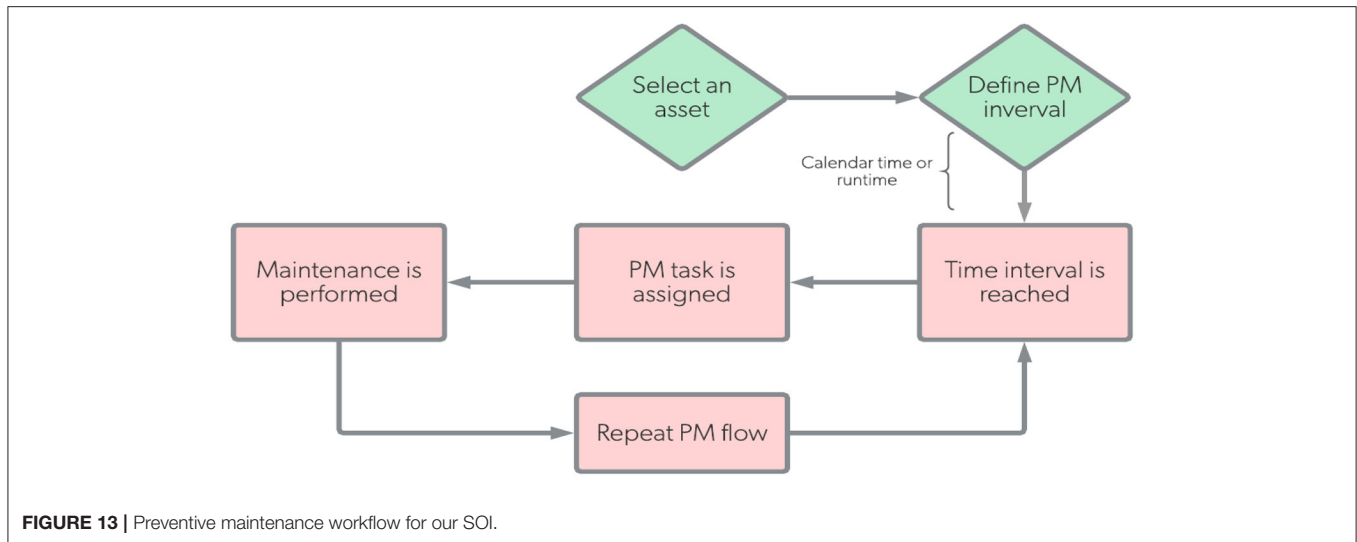 Select an
asset
Define PM
inverval
Calendar time or
runtime
Maintenance is
performed
PM task is
assigned
Time interval is
reached
Repeat PM flow
FIGURE 13 | Preventive maintenance workflow for our SOI.